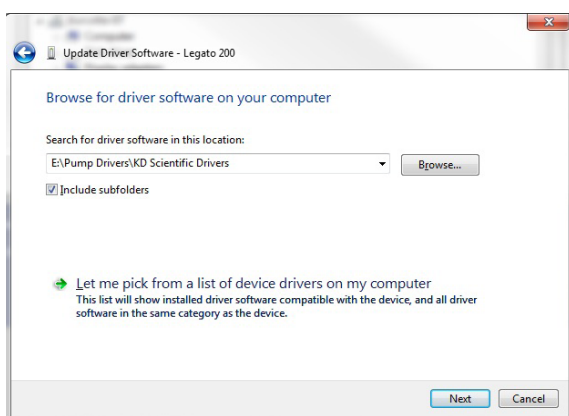 Computer
Update Driver Software - Legato 200
Browse for driver software on your computer
Search for driver software in this location:
E:\Pump Drivers\KD Scientific Drivers
Browse...
Include subfolders
Let me pick from a list of device drivers on my computer
This list will show installed driver software compatible with the device, and all driver
software in the same category as the device.
Next Cancel